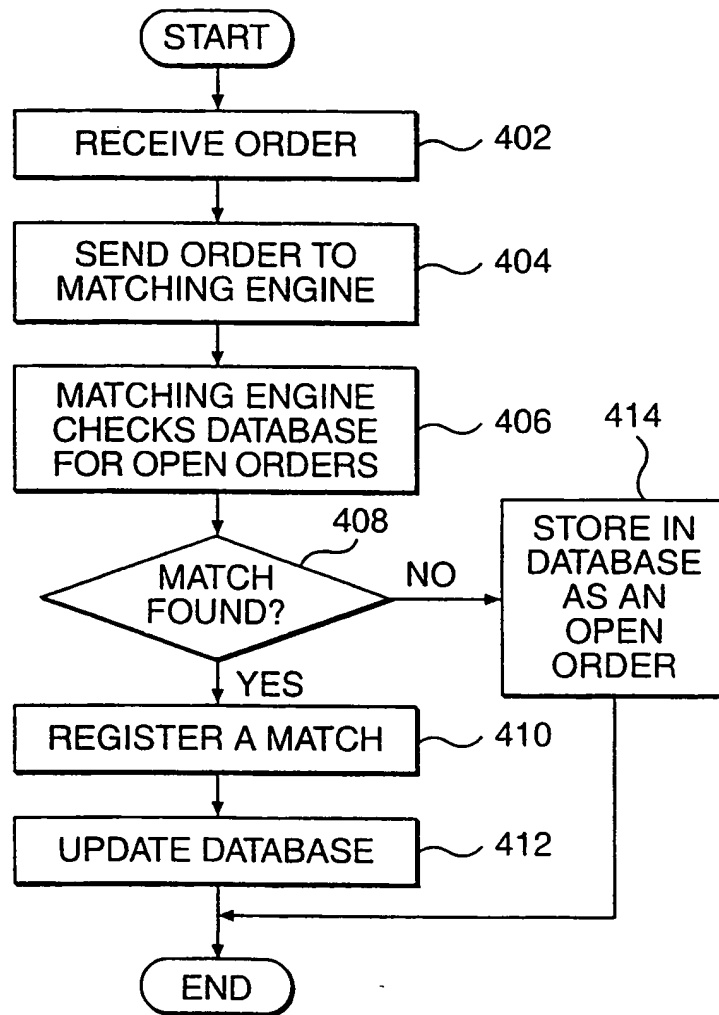 START
RECEIVE ORDER
402
SEND ORDER TO
MATCHING ENGINE
404
MATCHING ENGINE
CHECKS DATABASE
FOR OPEN ORDERS
406
408
MATCH
FOUND?
NO
414
STORE IN
DATABASE
AS AN
OPEN
ORDER
YES
REGISTER A MATCH
410
UPDATE DATABASE
412
END